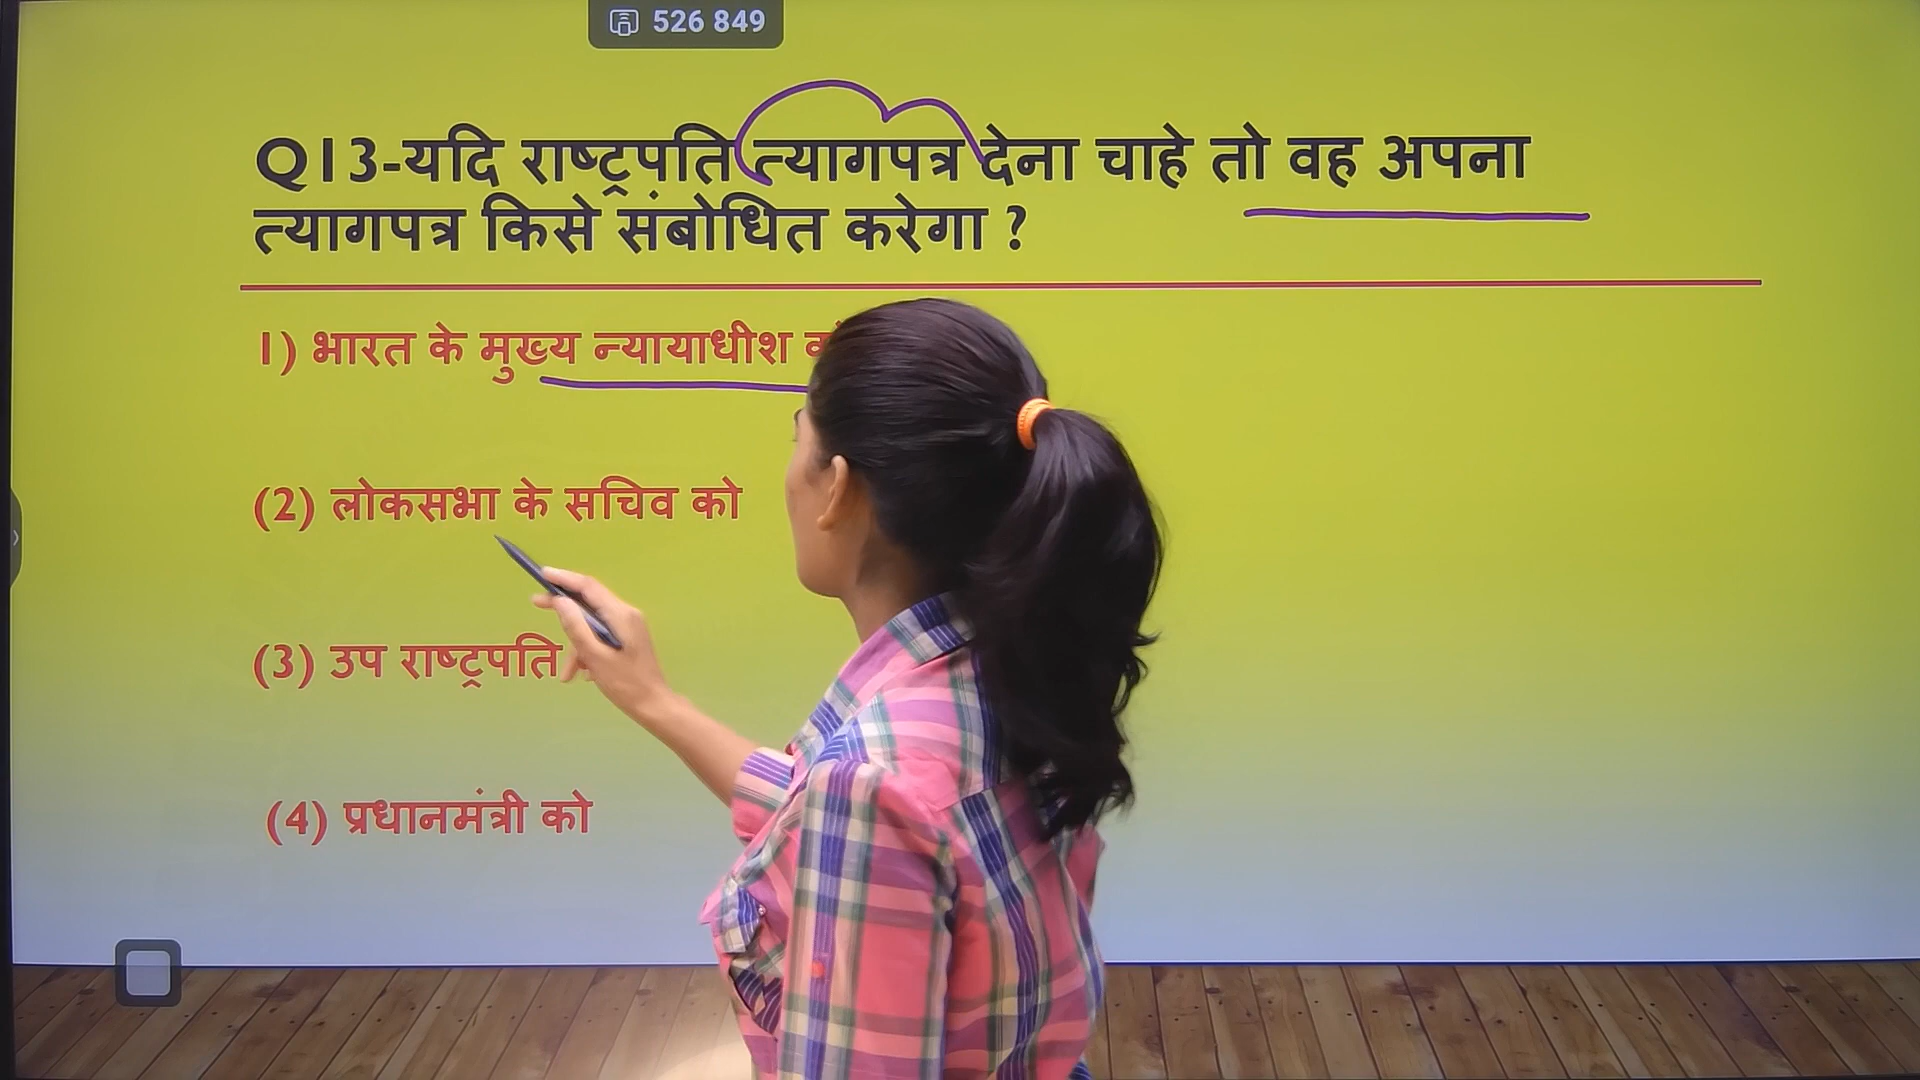 526 849
Q13-यदि राष्ट्रपति त्यागपत्र देना चाहे तो वह अपना
त्यागपत्र किसे संबोधित करेगा ?
1) भारत के मुख्य न्यायाधीश
(2) लोकसभा के सचिव को
(3) उप राष्ट्रपति
(4) प्रधानमंत्री को